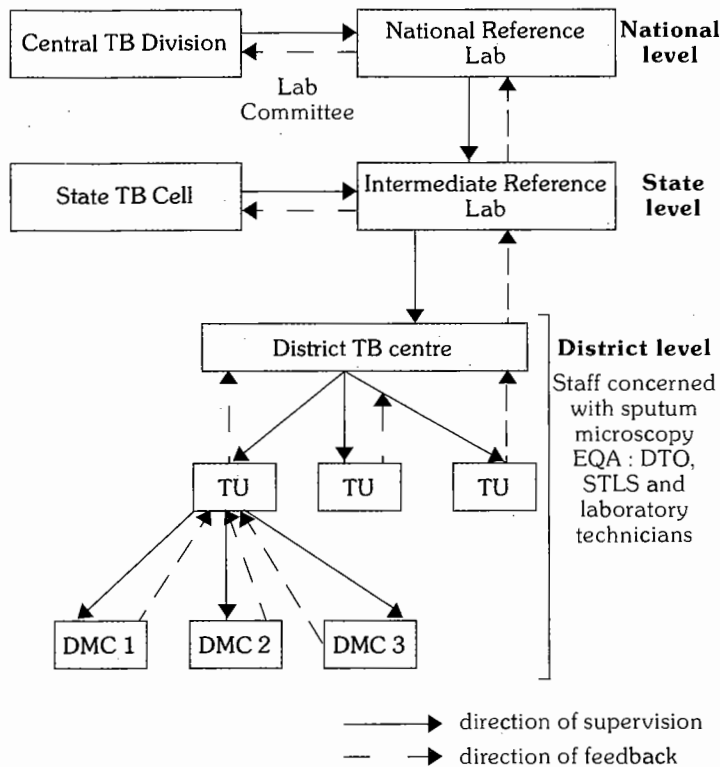 Central TB Division
National Reference
Lab
National
level
Lab
Committee
State TB Cell
Intermediate Reference
Lab
State
level
District TB centre
District level
Staff concerned
with sputum
microscopy
EQA : DTO,
STLS and
laboratory
technicians
TU
TU
TU
DMC 1
DMC 2
DMC 3
direction of supervision
direction of feedback